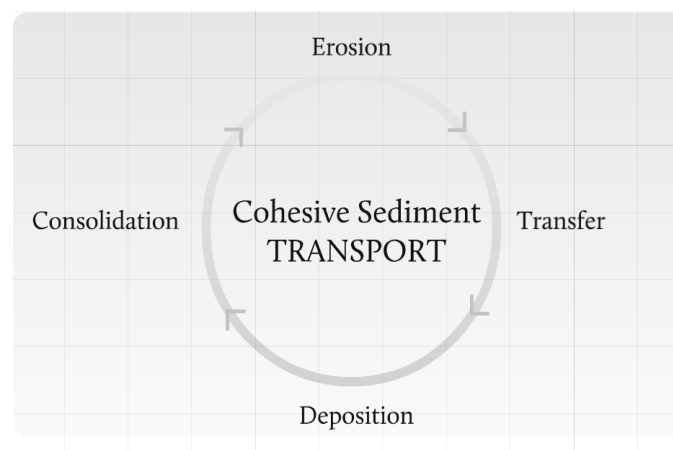 Erosion
Consolidation
Cohesive Sediment
TRANSPORT
Transfer
Deposition